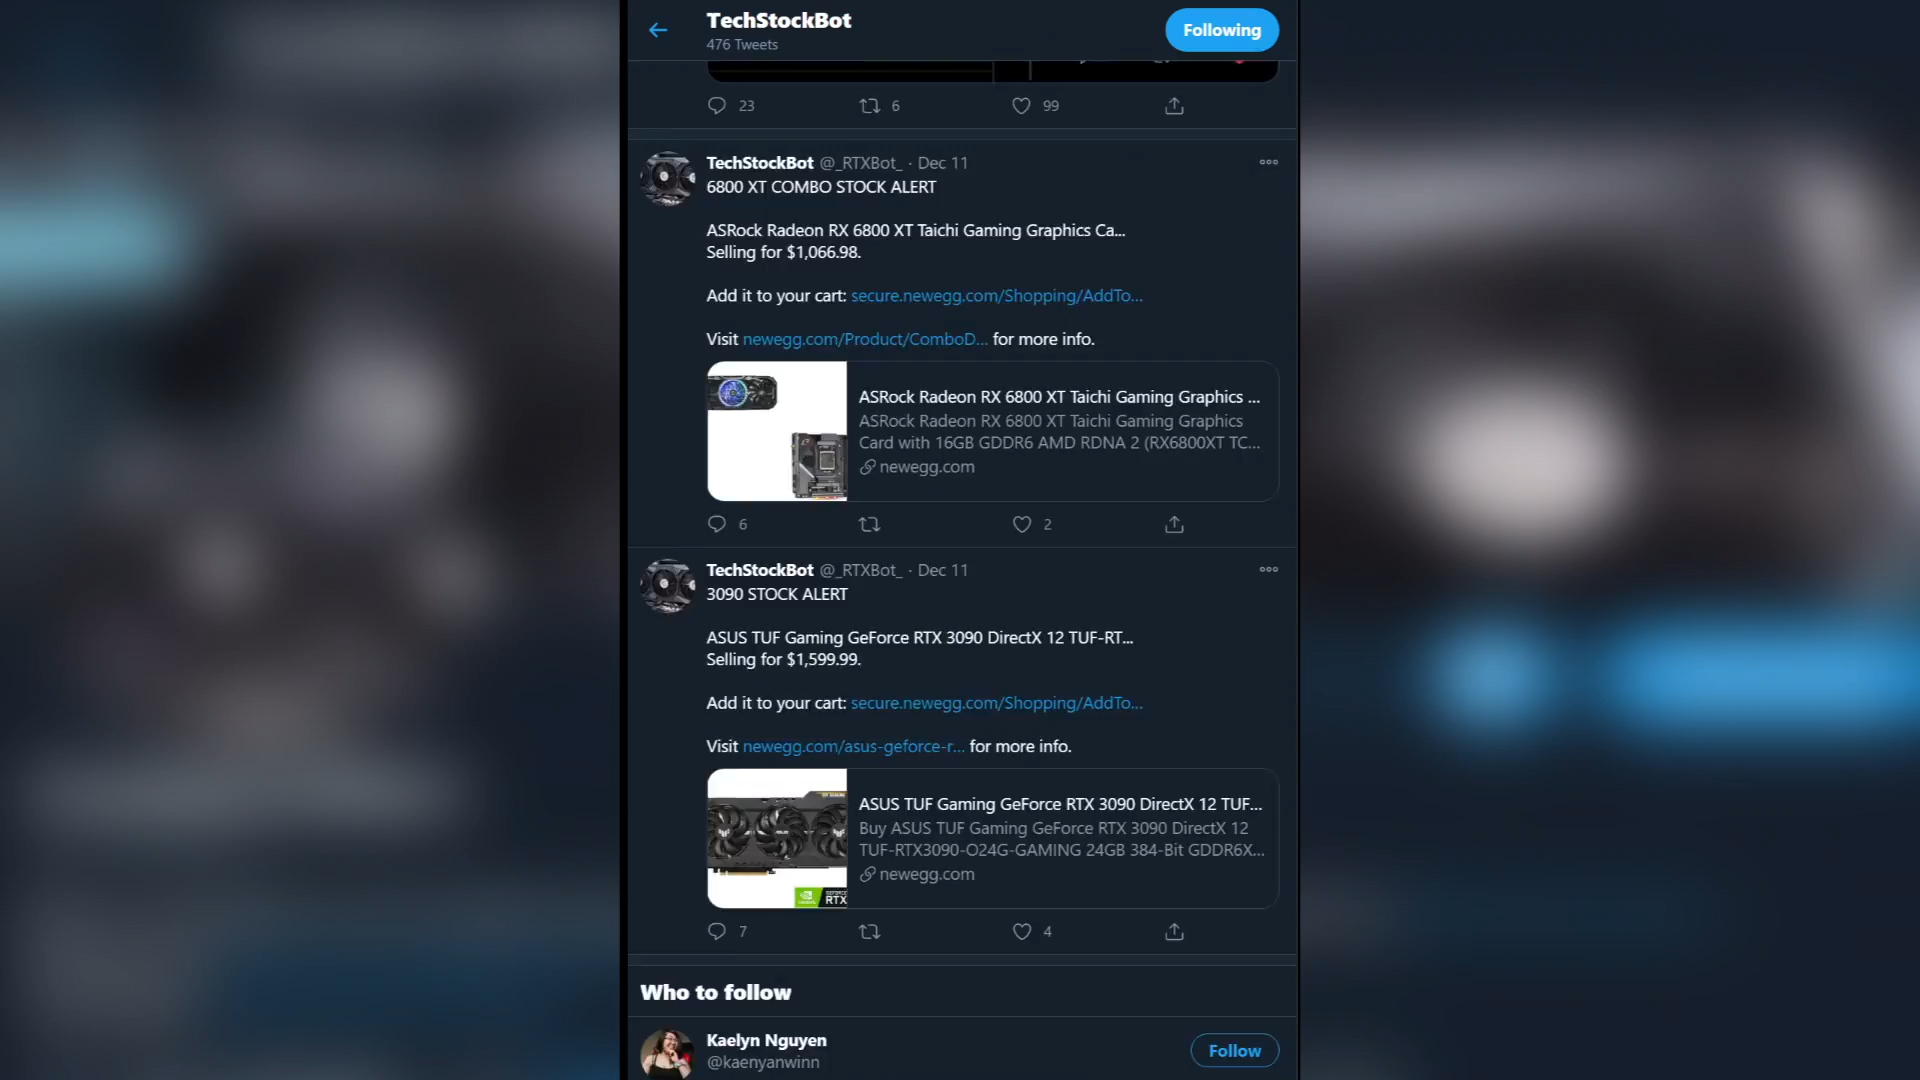 TechStockBot
476 Tweets
Following
23
6
99
TechStockBot @_RTXBot_ · Dec 11
6800 XT COMBO STOCK ALERT
ASRock Radeon RX 6800 XT Taichi Gaming Graphics Ca...
Selling for $1,066.98.
Add it to your cart: secure.newegg.com/Shopping/AddTo...
Visit newegg.com/Product/ComboD... for more info.
ASRock Radeon RX 6800 XT Taichi Gaming Graphics ...
ASRock Radeon RX 6800 XT Taichi Gaming Graphics
Card with 16GB GDDR6 AMD RDNA 2 (RX6800XT TC...
newegg.com
6
2
TechStockBot @_RTXBot_ · Dec 11
3090 STOCK ALERT
ASUS TUF Gaming GeForce RTX 3090 DirectX 12 TUF-RT...
Selling for $1,599.99.
Add it to your cart: secure.newegg.com/Shopping/AddTo...
Visit newegg.com/asus-geforce-r... for more info.
ASUS TUF Gaming GeForce RTX 3090 DirectX 12 TUF...
Buy ASUS TUF Gaming GeForce RTX 3090 DirectX 12
TUF-RTX3090-O24G-GAMING 24GB 384-Bit GDDR6X...
newegg.com
GEFORCE
RTX
7
4
Who to follow
Kaelyn Nguyen
@kaenyanwinn
Follow